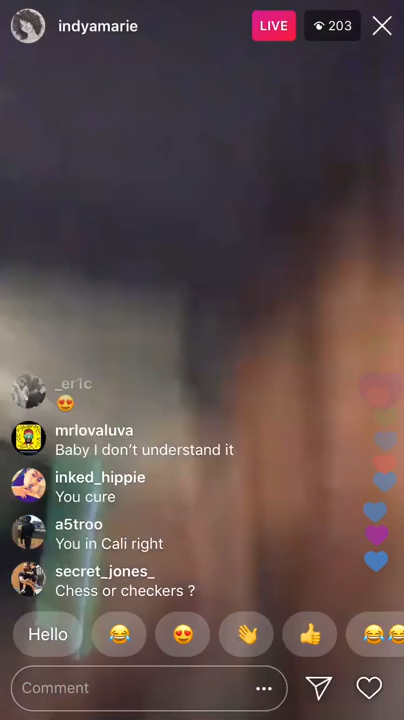 indyamarie
LIVE
203
_er1c
😍
mrlovaluva
Baby I don’t understand it
inked_hippie
You cure
a5troo
You in Cali right
secret_jones_
Chess or checkers ?
Hello 😂 😍 👋 👍 😂😂
Comment